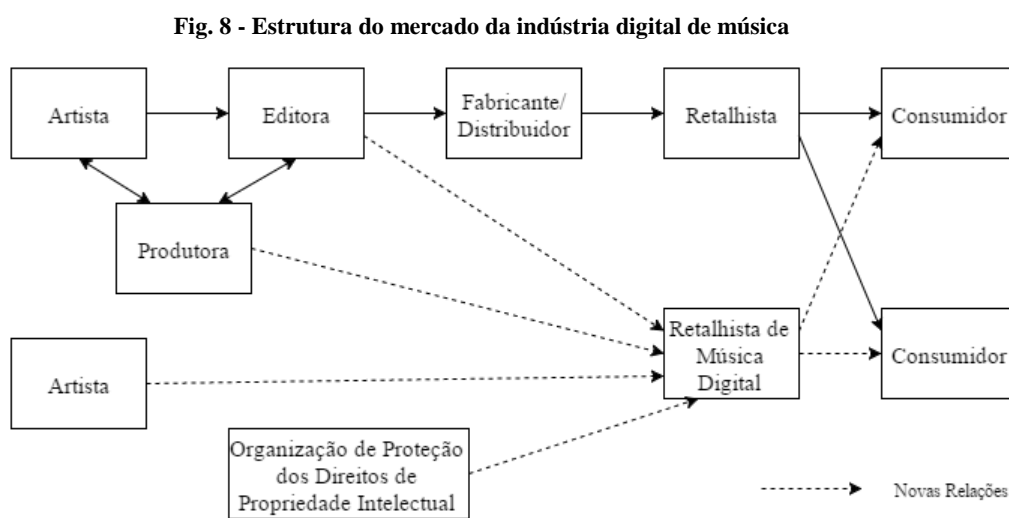 Fig. 8 - Estrutura do mercado da indústria digital de música
Artista
Editora
Fabricante/
Distribuidor
Retalhista
Consumidor
Produtora
Artista
Retalhista de
Música
Digital
Consumidor
Organização de Proteção
dos Direitos de
Propriedade Intelectual
Novas Relações